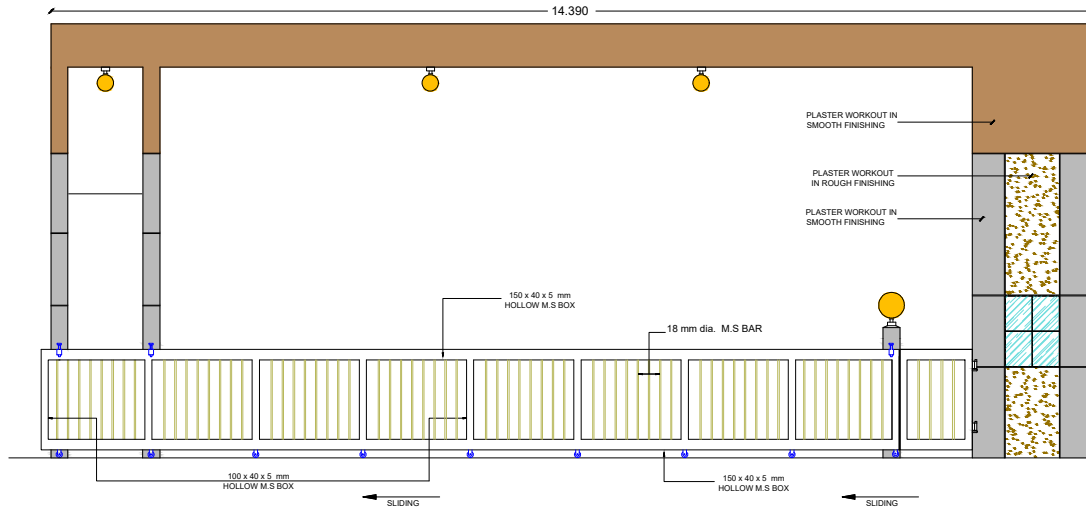 14.390
PLASTER WORKOUT IN
SMOOTH FINISHING
PLASTER WORKOUT
IN ROUGH FINISHING
PLASTER WORKOUT IN
SMOOTH FINISHING
150 x 40 x 5 mm
HOLLOW M.S BOX
18 mm dia. M.S BAR
100 x 40 x 5 mm
HOLLOW M.S BOX
150 x 40 x 5 mm
HOLLOW M.S BOX
SLIDING
SLIDING